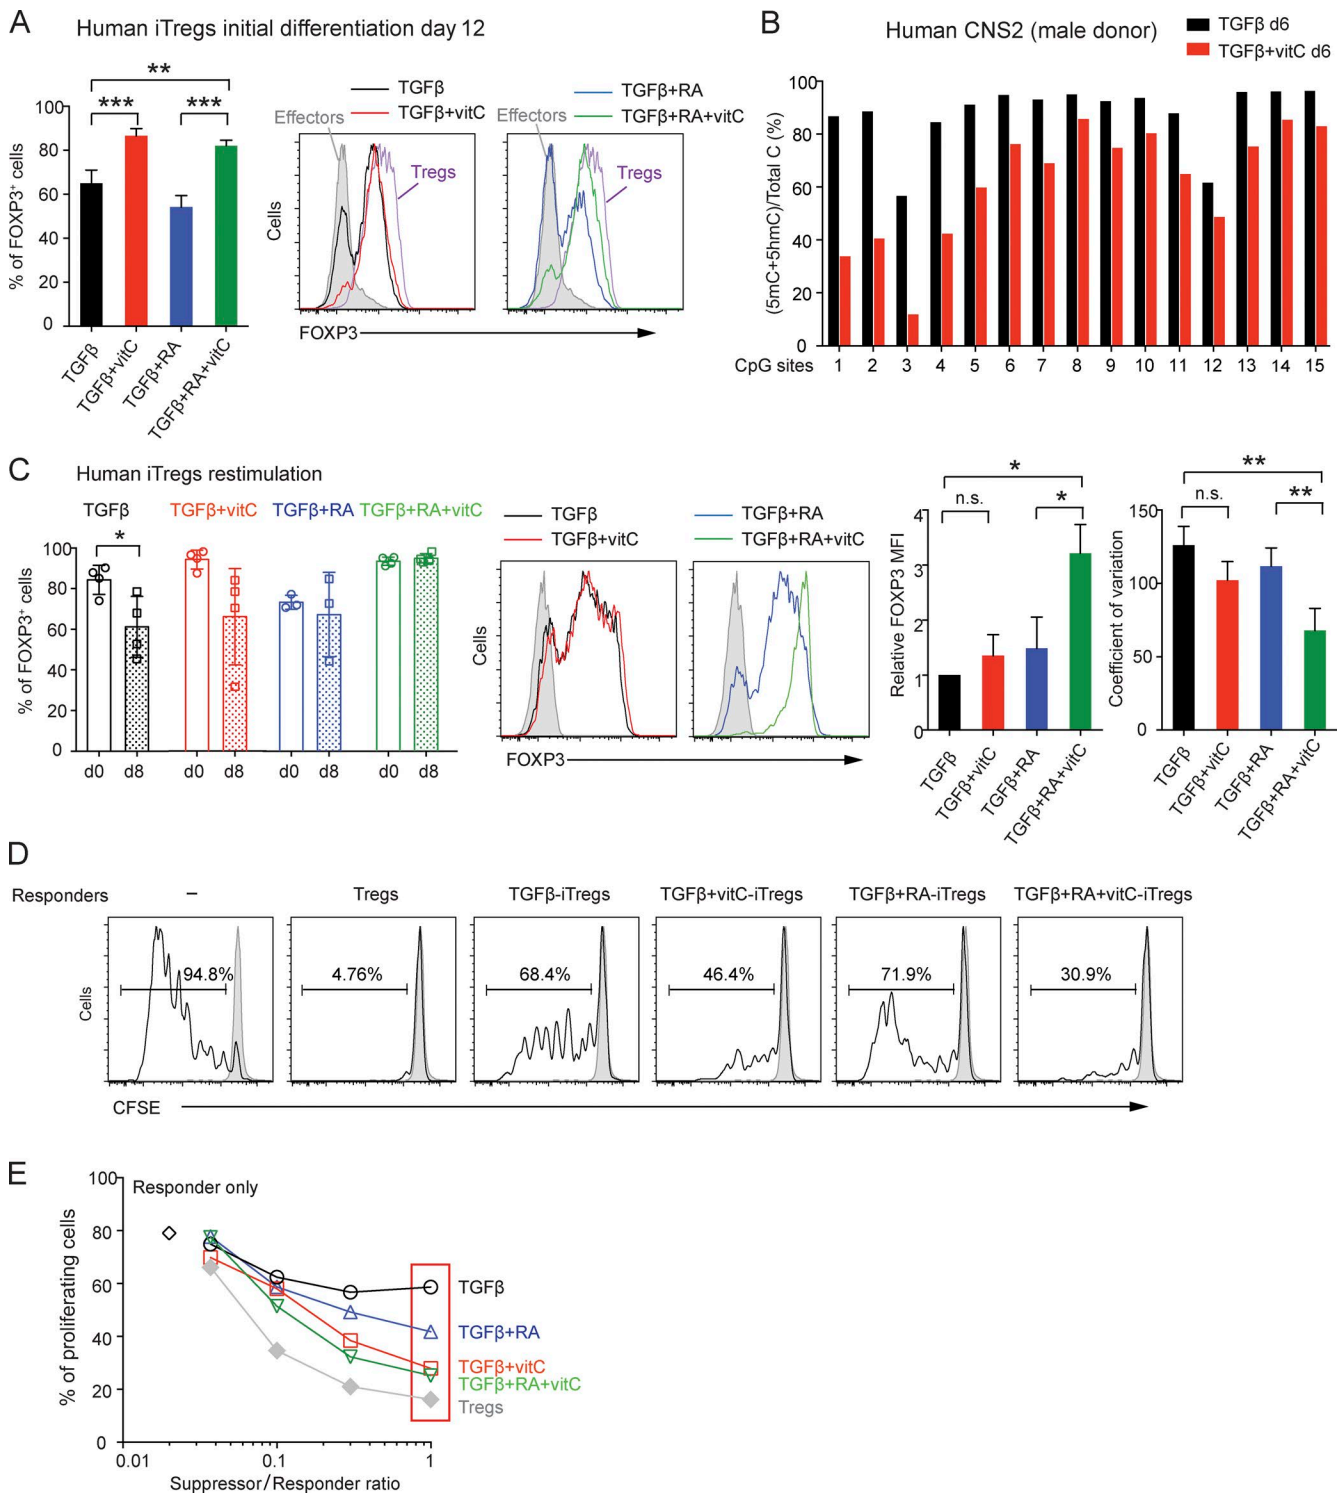 A
Human iTregs initial differentiation day 12
**
*** ***
% of FOXP3+ cells
100
80
60
40
20
0
TGFβ
TGFβ+vitC
TGFβ+RA
TGFβ+RA+vitC
TGFβ
TGFβ+vitC
Effectors
Tregs
Cells
FOXP3
TGFβ+RA
TGFβ+RA+vitC
Effectors
Tregs
B
Human CNS2 (male donor)
TGFβ d6
TGFβ+vitC d6
(5mC+5hmC)/Total C (%)
100
80
60
40
20
0
CpG sites 1 2 3 4 5 6 7 8 9 10 11 12 13 14 15
C
Human iTregs restimulation
TGFβ TGFβ+vitC TGFβ+RA TGFβ+RA+vitC
*
% of FOXP3+ cells
100
80
60
40
20
0
d0 d8 d0 d8 d0 d8 d0 d8
TGFβ
TGFβ+vitC
TGFβ+RA
TGFβ+RA+vitC
Cells
FOXP3
*
n.s. *
Relative FOXP3 MFI
4
3
2
1
0
TGFβ
TGFβ+vitC
TGFβ+RA
TGFβ+RA+vitC
**
n.s. **
Coefficient of variation
150
100
50
0
TGFβ
TGFβ+vitC
TGFβ+RA
TGFβ+RA+vitC
D
Responders – Tregs TGFβ-iTregs TGFβ+vitC-iTregs TGFβ+RA-iTregs TGFβ+RA+vitC-iTregs
94.8% 4.76% 68.4% 46.4% 71.9% 30.9%
Cells
CFSE
E
Responder only
% of proliferating cells
100
80
60
40
20
0
TGFβ
TGFβ+RA
TGFβ+vitC
TGFβ+RA+vitC
Tregs
0.01 0.1 1
Suppressor/Responder ratio